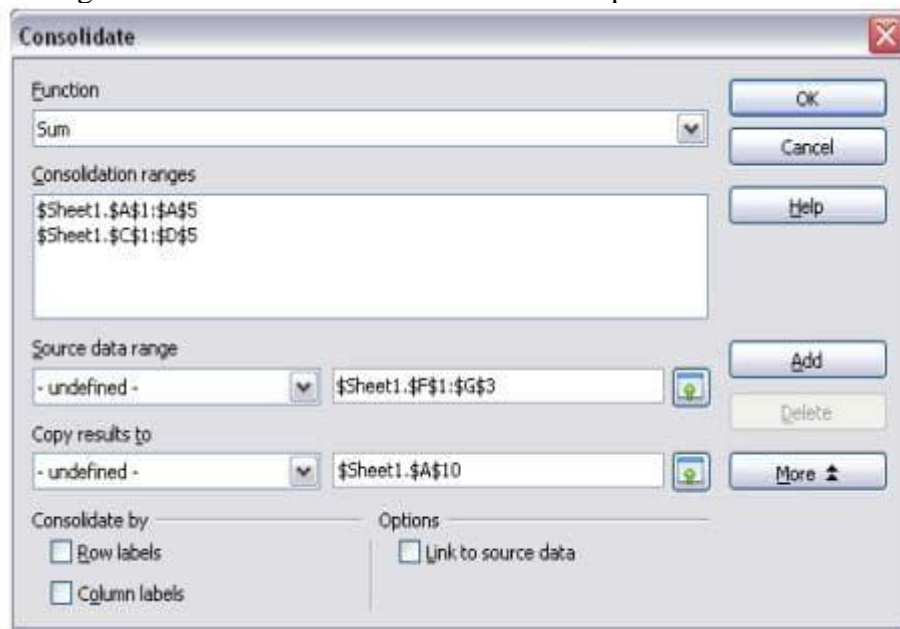 Consolidate
Function
Sum
OK
Cancel
Consolidation ranges
$Sheet1.$A$1:$A$5
$Sheet1.$C$1:$D$5
Help
Source data range
- undefined -
$Sheet1.$F$1:$G$3
Add
Delete
Copy results to
- undefined -
$Sheet1.$A$10
More
Consolidate by
Options
Row labels
Link to source data
Column labels